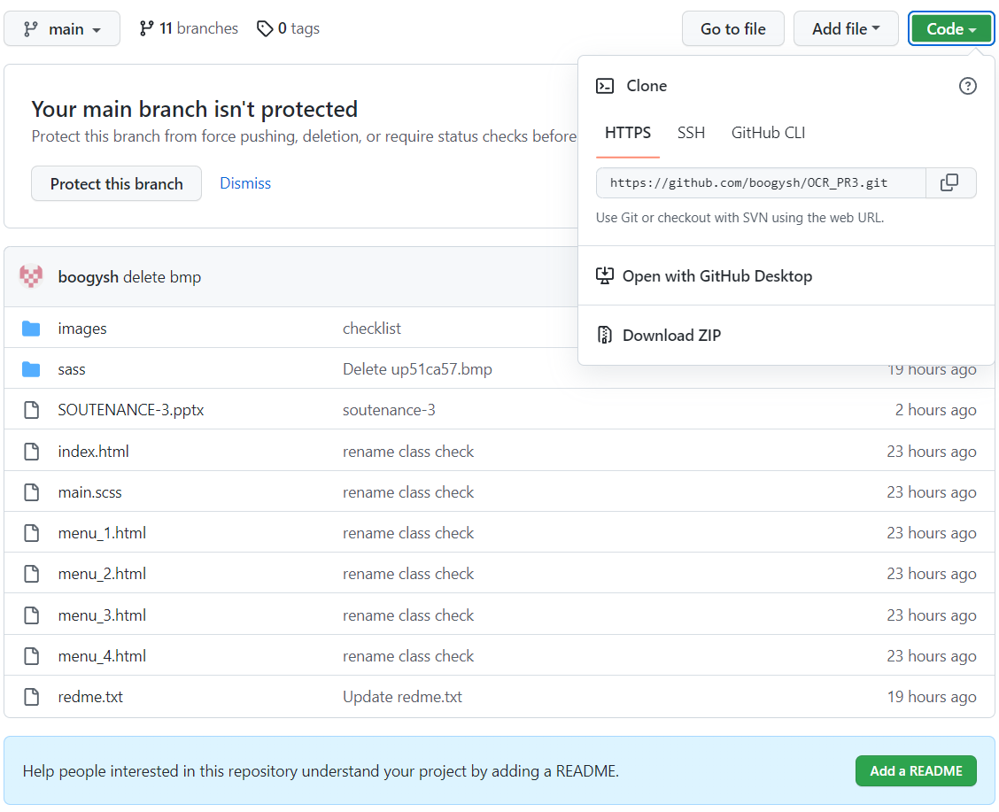 main
11 branches
0 tags
Go to file
Add file
Code
Your main branch isn't protected
Protect this branch from force pushing, deletion, or require status checks before
Protect this branch
Dismiss
Clone
HTTPS
SSH
GitHub CLI
https://github.com/boogysh/OCR_PR3.git
Use Git or checkout with SVN using the web URL.
Open with GitHub Desktop
Download ZIP
boogysh delete bmp
images checklist
sass Delete up51ca57.bmp 19 hours ago
SOUTENANCE-3.pptx soutenance-3 2 hours ago
index.html rename class check 23 hours ago
main.scss rename class check 23 hours ago
menu_1.html rename class check 23 hours ago
menu_2.html rename class check 23 hours ago
menu_3.html rename class check 23 hours ago
menu_4.html rename class check 23 hours ago
redme.txt Update redme.txt 19 hours ago
Help people interested in this repository understand your project by adding a README.
Add a README